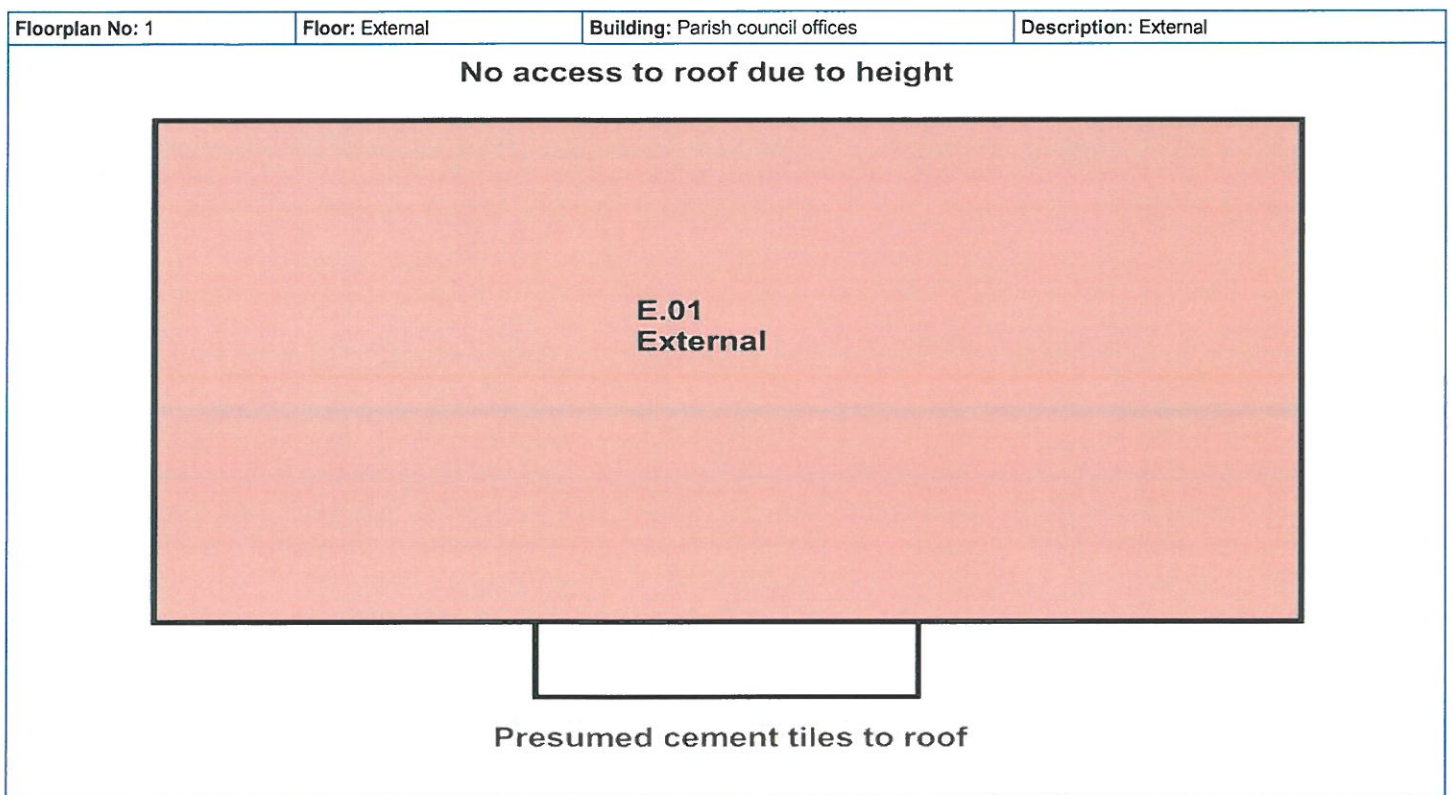 Floorplan No: 1 Floor: External Building: Parish council offices Description: External
No access to roof due to height
E.01
External
Presumed cement tiles to roof